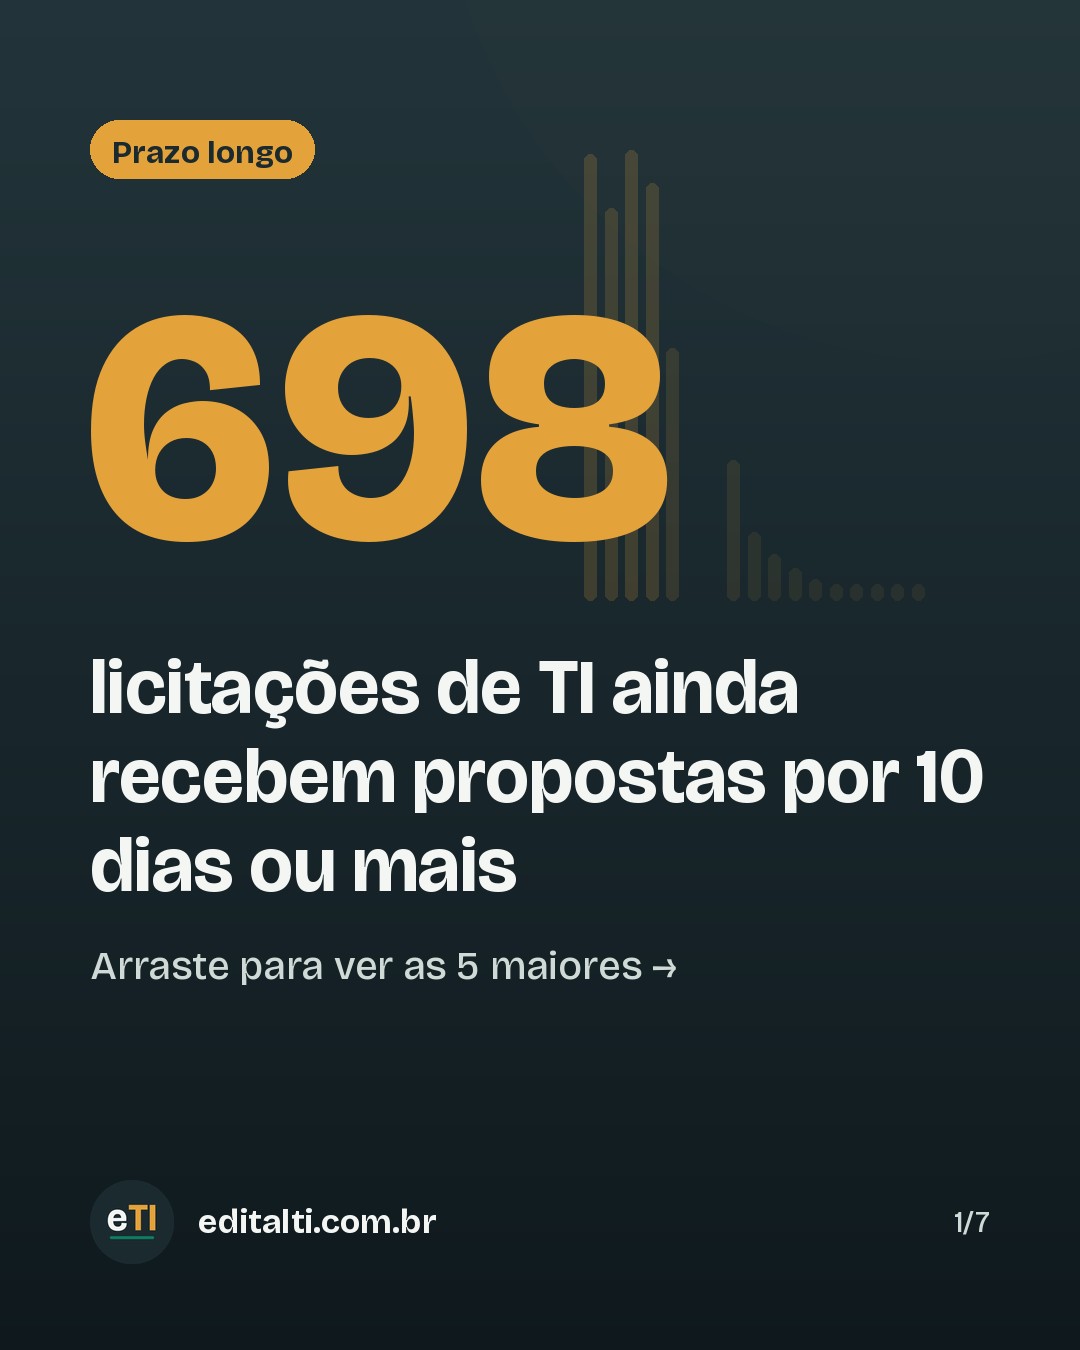 Prazo longo
698
licitações de TI ainda
recebem propostas por 10
dias ou mais
Arraste para ver as 5 maiores →
eTI
editalti.com.br
1/7